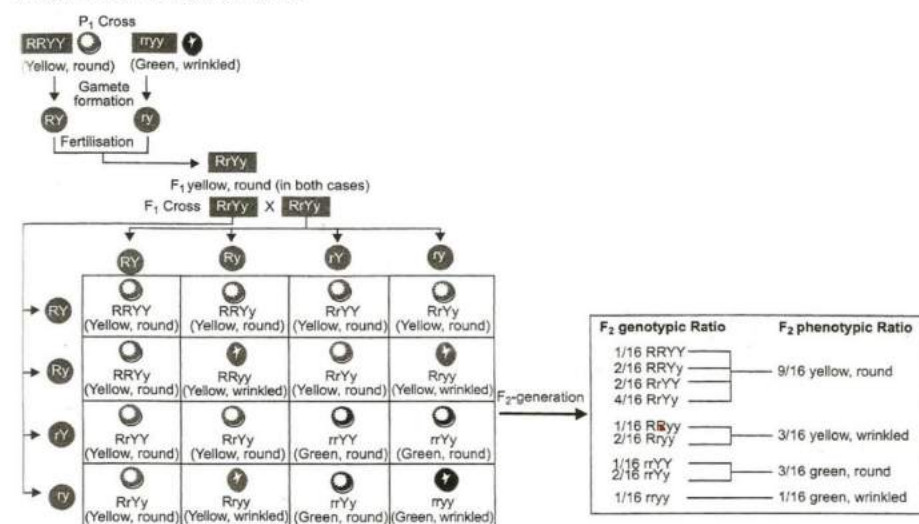 P₁ Cross
RRYY rryy
(Yellow, round) (Green, wrinkled)
Gamete
formation
RY ry
Fertilisation
RrYy
F₁ yellow, round (in both cases)
F₁ Cross RrYy X RrYy
RY Ry rY ry
RY
RRYY RRYy RrYY RrYy
(Yellow, round) (Yellow, round) (Yellow, round) (Yellow, round)
Ry
RRYy RRyy RrYy Rryy
(Yellow, round) (Yellow, wrinkled) (Yellow, round) (Yellow, wrinkled)
rY
RrYY RrYy rrYY rrYy
(Yellow, round) (Yellow, round) (Green, round) (Green, round)
ry
RrYy Rryy rrYy rryy
(Yellow, round) (Yellow, wrinkled) (Green, round) (Green, wrinkled)
F₂-generation
F₂ genotypic Ratio F₂ phenotypic Ratio
1/16 RRYY
2/16 RRYy
2/16 RrYY
4/16 RrYy
9/16 yellow, round
1/16 RRyy
2/16 Rryy
3/16 yellow, wrinkled
1/16 rrYY
2/16 rrYy
3/16 green, round
1/16 rryy 1/16 green, wrinkled